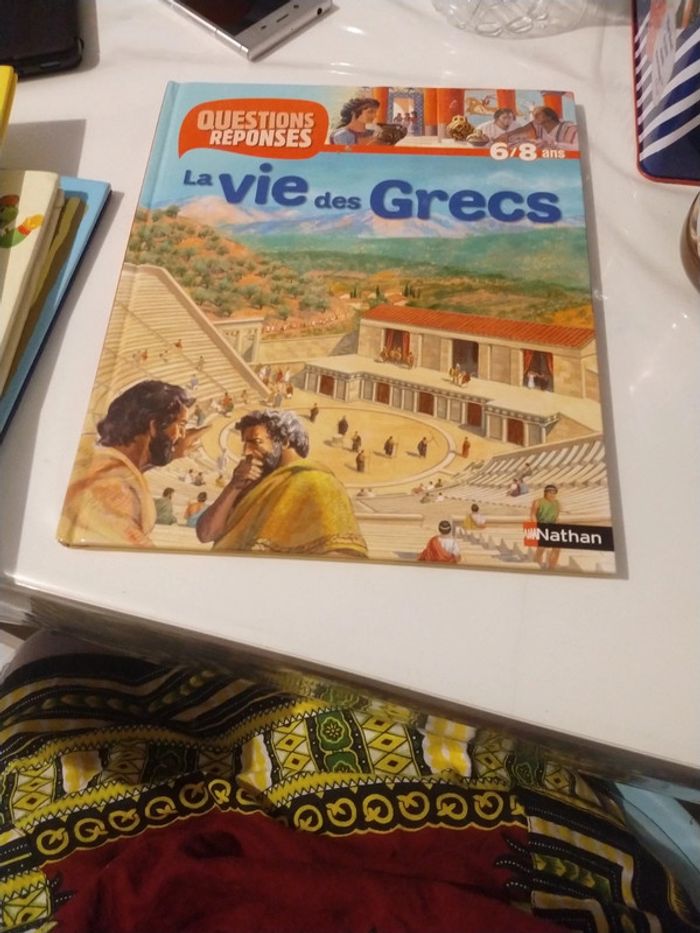 QUESTIONS
RÉPONSES
6/8 ans
La vie des Grecs
Nathan